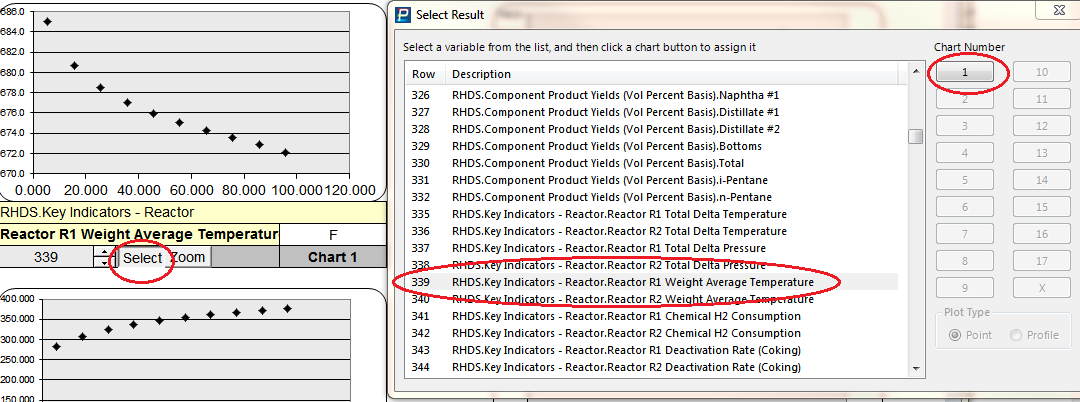 686.0
682.0
680.0
678.0
676.0
674.0
672.0
670.0
0.000 20.000 40.000 60.000 80.000 100.000 120.000
RHDS.Key Indicators - Reactor
Reactor R1 Weight Average Temperatur F
339 Select Zoom Chart 1
400.000
350.000
300.000
250.000
200.000
150.000
Select Result
Select a variable from the list, and then click a chart button to assign it
Row Description
326 RHDS.Component Product Yields (Vol Percent Basis).Naphtha #1
327 RHDS.Component Product Yields (Vol Percent Basis).Distillate #1
328 RHDS.Component Product Yields (Vol Percent Basis).Distillate #2
329 RHDS.Component Product Yields (Vol Percent Basis).Bottoms
330 RHDS.Component Product Yields (Vol Percent Basis).Total
331 RHDS.Component Product Yields (Vol Percent Basis).i-Pentane
332 RHDS.Component Product Yields (Vol Percent Basis).n-Pentane
335 RHDS.Key Indicators - Reactor.Reactor R1 Total Delta Temperature
336 RHDS.Key Indicators - Reactor.Reactor R2 Total Delta Temperature
337 RHDS.Key Indicators - Reactor.Reactor R1 Total Delta Pressure
338 RHDS.Key Indicators - Reactor.Reactor R2 Total Delta Pressure
339 RHDS.Key Indicators - Reactor.Reactor R1 Weight Average Temperature
340 RHDS.Key Indicators - Reactor.Reactor R2 Weight Average Temperature
341 RHDS.Key Indicators - Reactor.Reactor R1 Chemical H2 Consumption
342 RHDS.Key Indicators - Reactor.Reactor R2 Chemical H2 Consumption
343 RHDS.Key Indicators - Reactor.Reactor R1 Deactivation Rate (Coking)
344 RHDS.Key Indicators - Reactor.Reactor R2 Deactivation Rate (Coking)
Chart Number
1 10
2 11
3 12
4 13
5 14
6 15
7 16
8 17
9 X
Plot Type
Point Profile